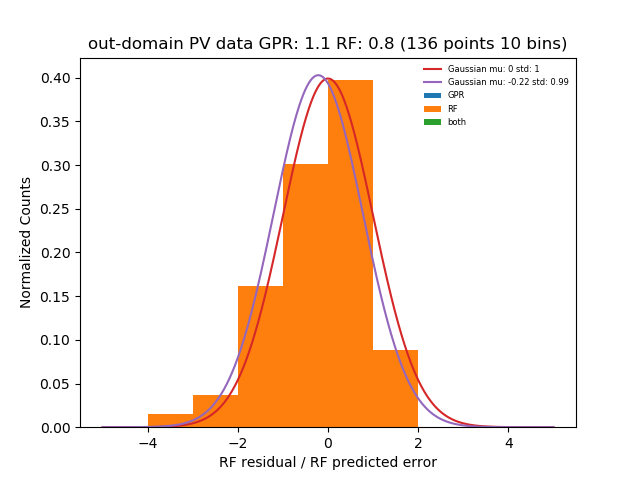 out-domain PV data GPR: 1.1 RF: 0.8 (136 points 10 bins)
Gaussian mu: 0 std: 1
Gaussian mu: -0.22 std: 0.99
GPR
RF
both
Normalized Counts
0.40
0.35
0.30
0.25
0.20
0.15
0.10
0.05
0.00
−4 −2 0 2 4
RF residual / RF predicted error